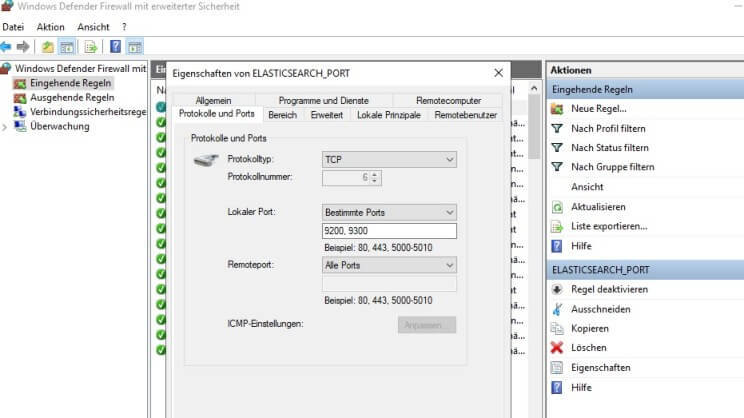 Windows Defender Firewall mit erweiterter Sicherheit
Datei Aktion Ansicht ?
Windows Defender Firewall mit
Eingehende Regeln
Ausgehende Regeln
Verbindungssicherheitsrege
Überwachung
Eigenschaften von ELASTICSEARCH_PORT
Allgemein Programme und Dienste Remotecomputer
Protokolle und Ports Bereich Erweitert Lokale Prinzipale Remotebenutzer
Protokolle und Ports
Protokolltyp: TCP
Protokollnummer: 6
Lokaler Port: Bestimmte Ports
9200, 9300
Beispiel: 80, 443, 5000-5010
Remoteport: Alle Ports
Beispiel: 80, 443, 5000-5010
ICMP-Einstellungen: Anpassen...
Aktionen
Eingehende Regeln
Neue Regel...
Nach Profil filtern
Nach Status filtern
Nach Gruppe filtern
Ansicht
Aktualisieren
Liste exportieren...
Hilfe
ELASTICSEARCH_PORT
Regel deaktivieren
Ausschneiden
Kopieren
Löschen
Eigenschaften
Hilfe